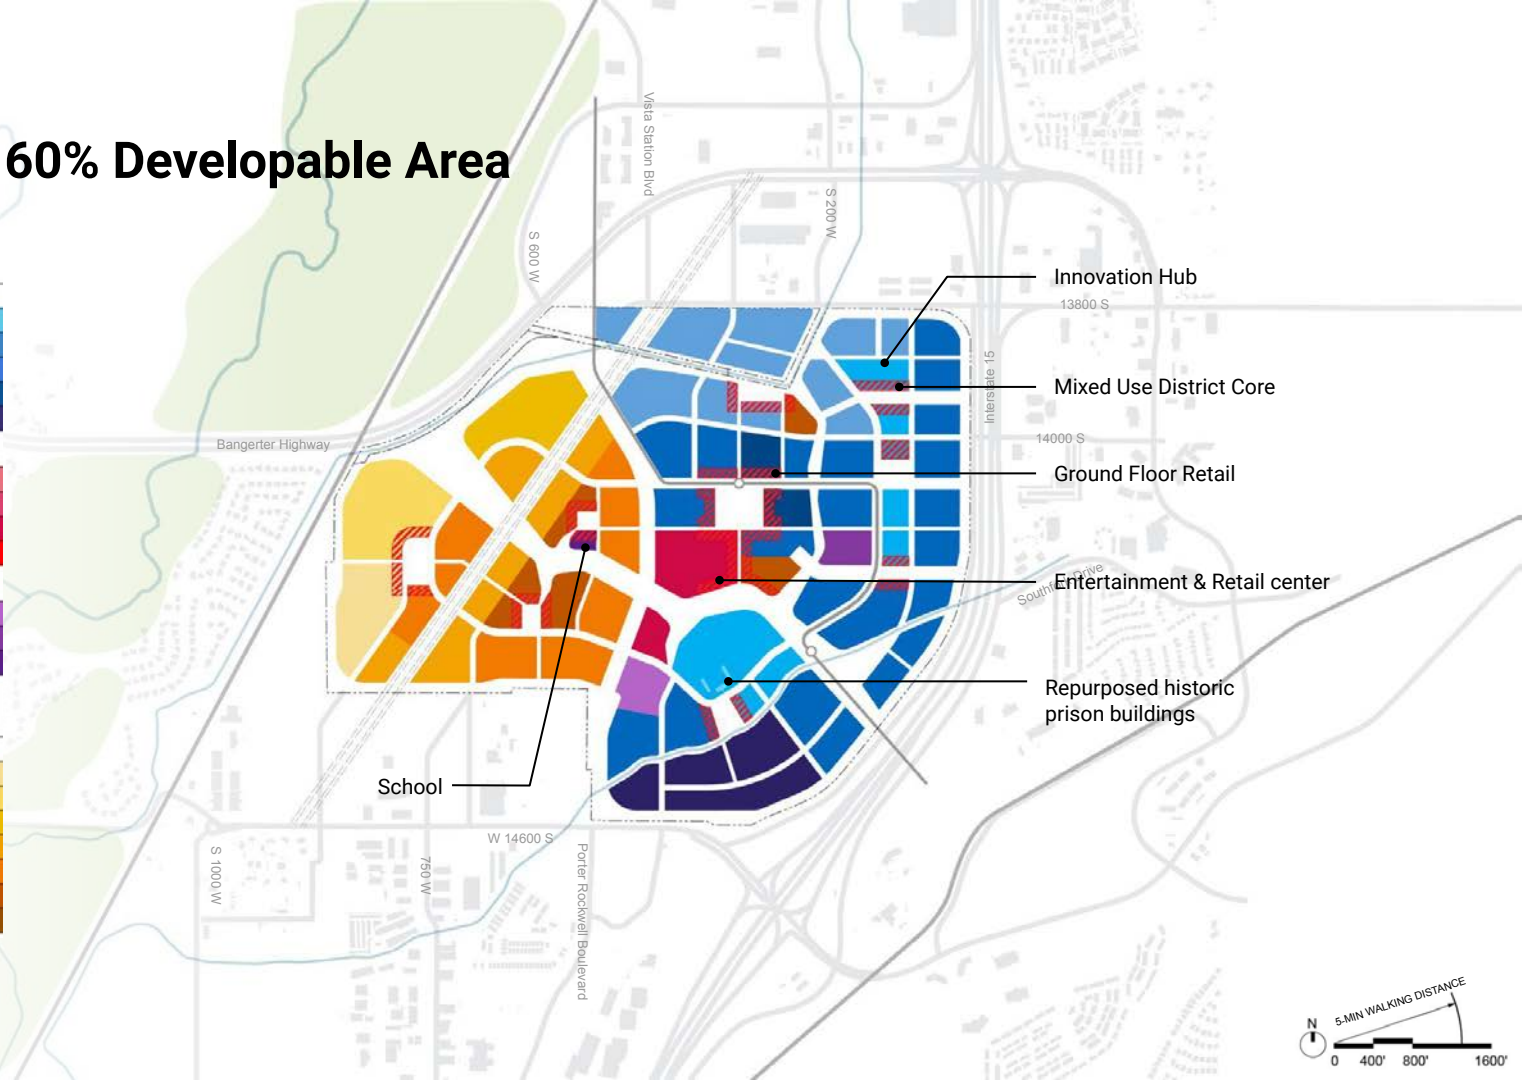 60% Developable Area
Vista Station Blvd
S 200 W
S 600 W
Innovation Hub
13800 S
Interstate 15
Mixed Use District Core
Bangerter Highway
14000 S
Ground Floor Retail
Southfork Drive
Entertainment & Retail center
Repurposed historic
prison buildings
School
W 14600 S
S 1000 W
750 W
Porter Rockwell Boulevard
5-MIN WALKING DISTANCE
N
0 400' 800' 1600'